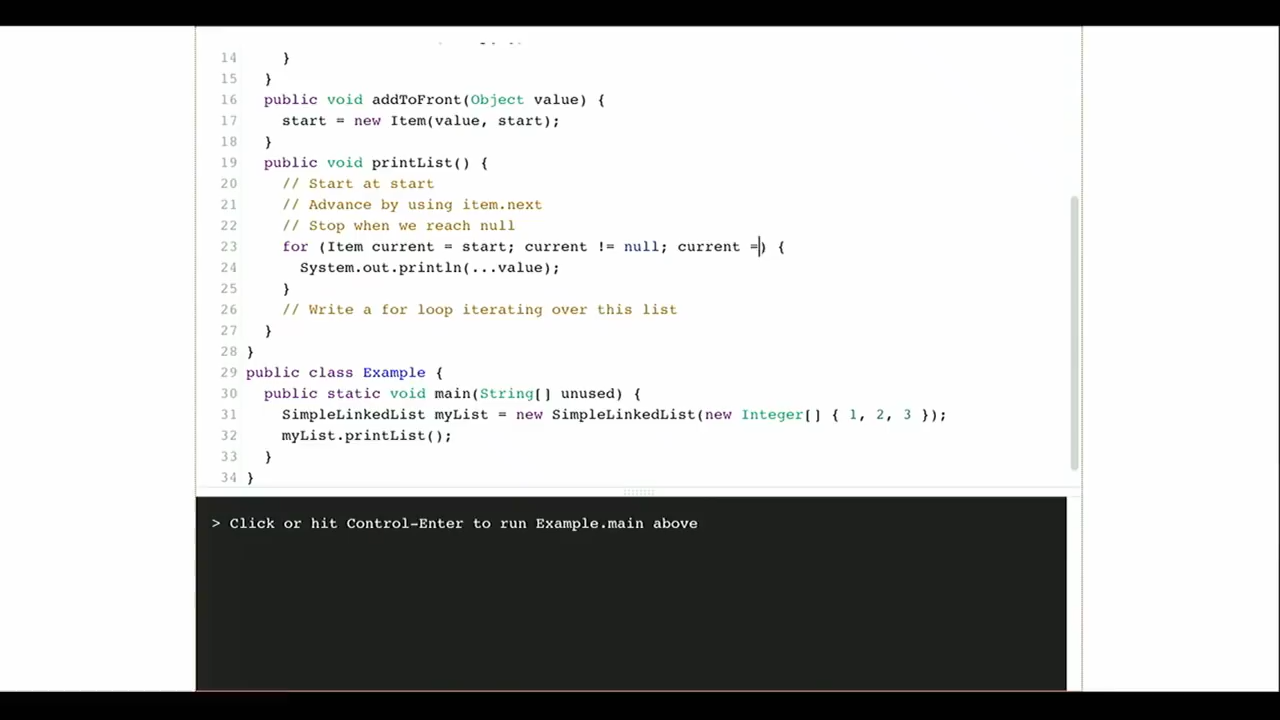 14 }
15 }
16 public void addToFront(Object value) {
17 start = new Item(value, start);
18 }
19 public void printList() {
20 // Start at start
21 // Advance by using item.next
22 // Stop when we reach null
23 for (Item current = start; current != null; current =) {
24 System.out.println(...value);
25 }
26 // Write a for loop iterating over this list
27 }
28 }
29 public class Example {
30 public static void main(String[] unused) {
31 SimpleLinkedList myList = new SimpleLinkedList(new Integer[] { 1, 2, 3 });
32 myList.printList();
33 }
34 }
> Click or hit Control-Enter to run Example.main above